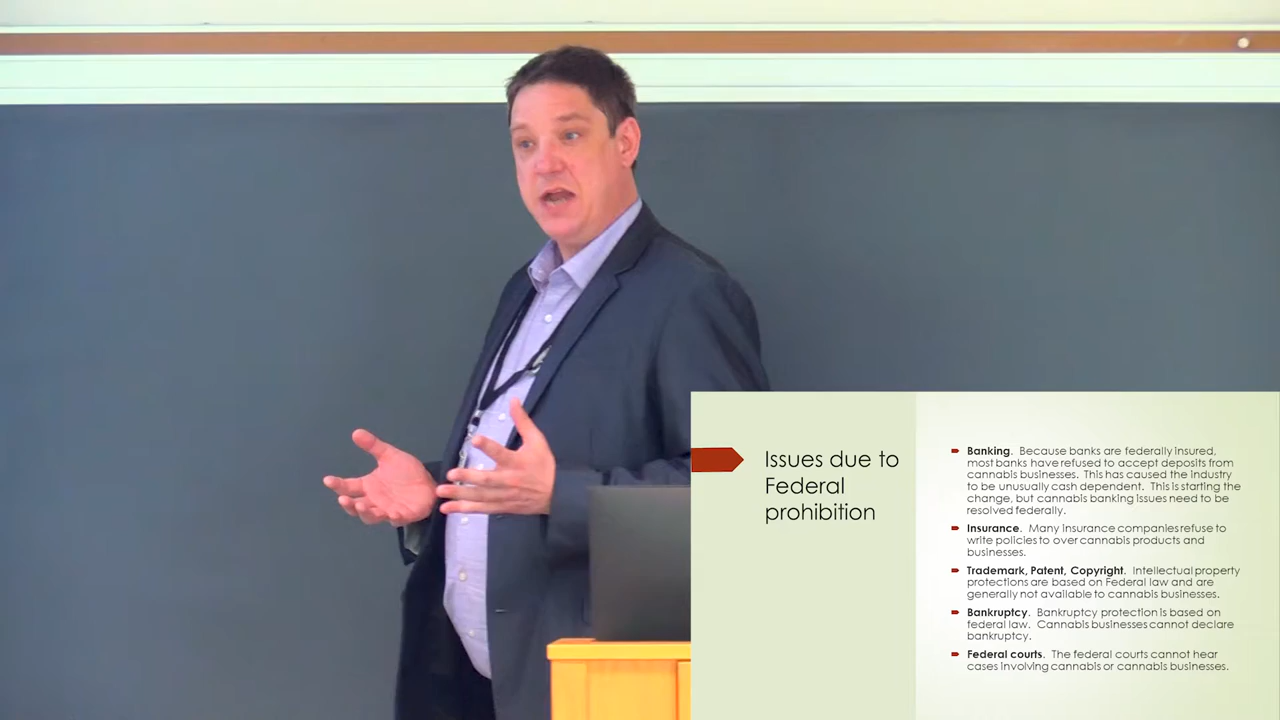 Issues due to
Federal
prohibition
Banking. Because banks are federally insured,
most banks have refused to accept deposits from
cannabis businesses. This has caused the industry
to be unusually cash dependent. This is starting the
change, but cannabis banking issues need to be
resolved federally.
Insurance. Many insurance companies refuse to
write policies to over cannabis products and
businesses.
Trademark, Patent, Copyright. Intellectual property
protections are based on Federal law and are
generally not available to cannabis businesses.
Bankruptcy. Bankruptcy protection is based on
federal law. Cannabis businesses cannot declare
bankruptcy.
Federal courts. The federal courts cannot hear
cases involving cannabis or cannabis businesses.